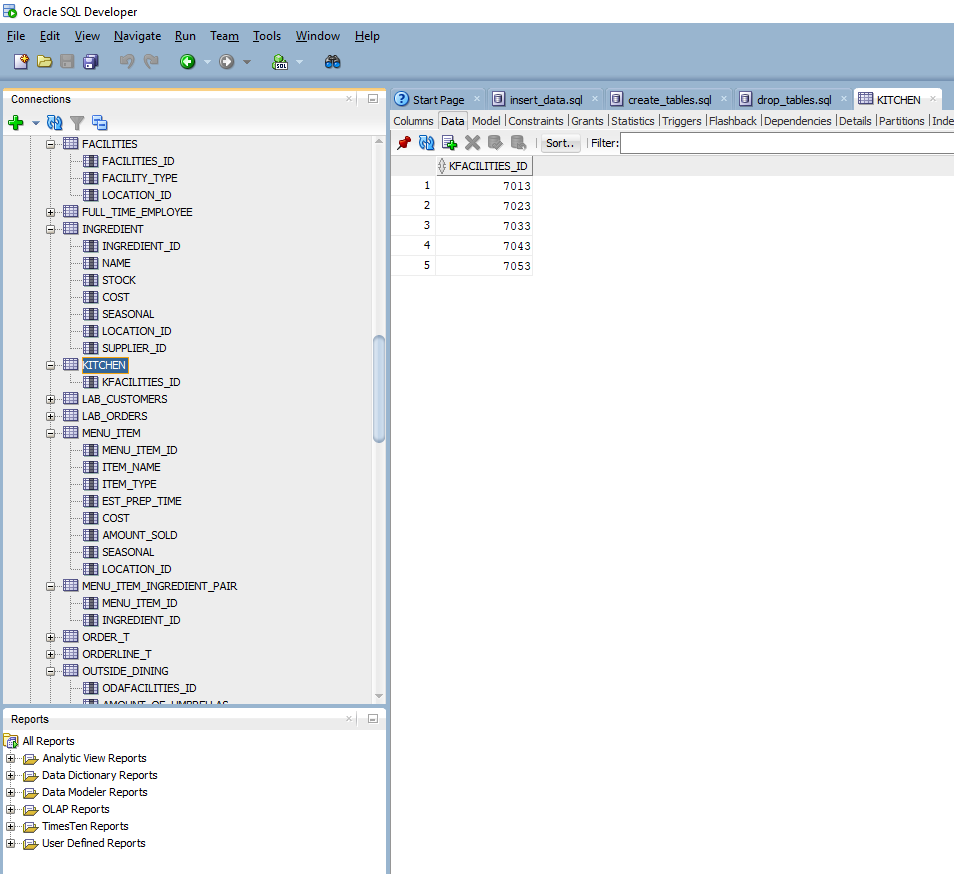 Oracle SQL Developer
File Edit View Navigate Run Team Tools Window Help
SQL
Connections
FACILITIES
FACILITIES_ID
FACILITY_TYPE
LOCATION_ID
FULL_TIME_EMPLOYEE
INGREDIENT
INGREDIENT_ID
NAME
STOCK
COST
SEASONAL
LOCATION_ID
SUPPLIER_ID
KITCHEN
KFACILITIES_ID
LAB_CUSTOMERS
LAB_ORDERS
MENU_ITEM
MENU_ITEM_ID
ITEM_NAME
ITEM_TYPE
EST_PREP_TIME
COST
AMOUNT_SOLD
SEASONAL
LOCATION_ID
MENU_ITEM_INGREDIENT_PAIR
MENU_ITEM_ID
INGREDIENT_ID
ORDER_T
ORDERLINE_T
OUTSIDE_DINING
ODAFACILITIES_ID
AMOUNT_OF_UMBRELLAS
Reports
All Reports
Analytic View Reports
Data Dictionary Reports
Data Modeler Reports
OLAP Reports
TimesTen Reports
User Defined Reports
Start Page insert_data.sql create_tables.sql drop_tables.sql KITCHEN
Columns Data Model Constraints Grants Statistics Triggers Flashback Dependencies Details Partitions Inde
Sort.. Filter:
KFACILITIES_ID
1 7013
2 7023
3 7033
4 7043
5 7053